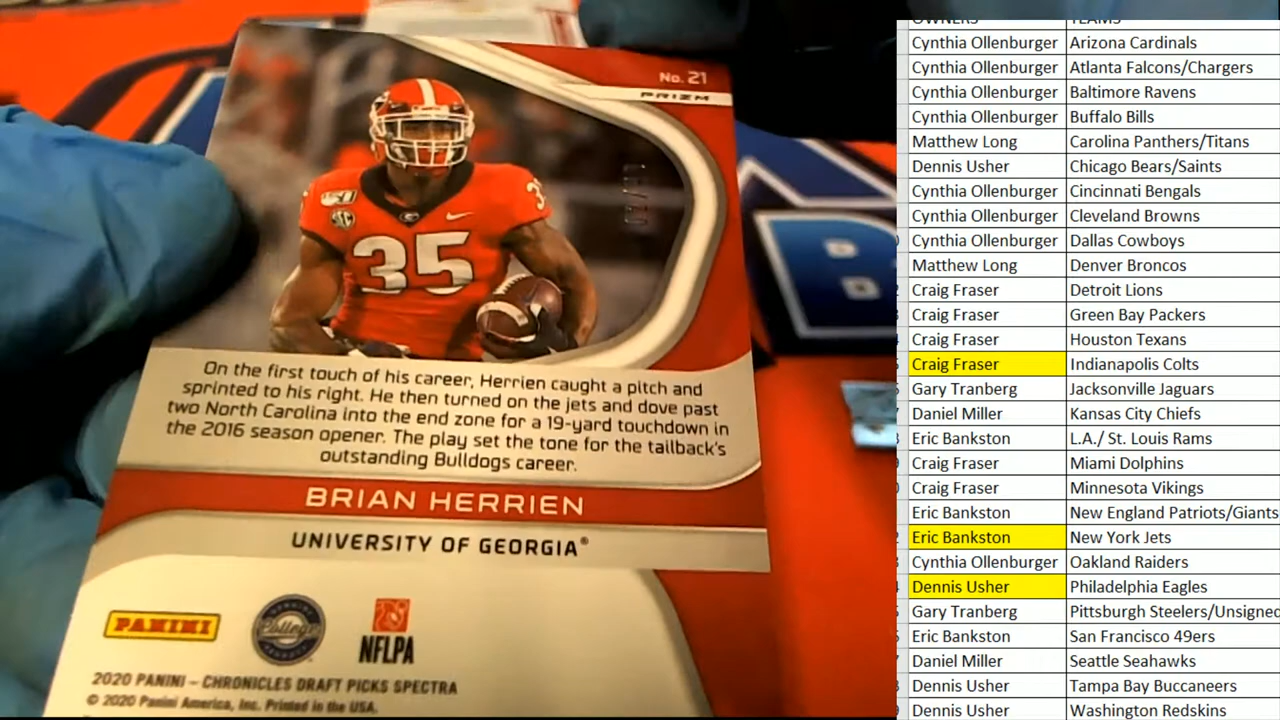 No. 21
PRIZM
35
35
SEC
G
On the first touch of his career, Herrien caught a pitch and
sprinted to his right. He then turned on the jets and dove past
two North Carolina into the end zone for a 19-yard touchdown in
the 2016 season opener. The play set the tone for the tailback's
outstanding Bulldogs career.
BRIAN HERRIEN
UNIVERSITY OF GEORGIA®
PANINI
College
NFLPA
2020 PANINI – CHRONICLES DRAFT PICKS SPECTRA
© 2020 Panini America, Inc. Printed in the USA.
B
OWNERS TEAMS
Cynthia Ollenburger Arizona Cardinals
Cynthia Ollenburger Atlanta Falcons/Chargers
Cynthia Ollenburger Baltimore Ravens
Cynthia Ollenburger Buffalo Bills
Matthew Long Carolina Panthers/Titans
Dennis Usher Chicago Bears/Saints
Cynthia Ollenburger Cincinnati Bengals
Cynthia Ollenburger Cleveland Browns
Cynthia Ollenburger Dallas Cowboys
Matthew Long Denver Broncos
Craig Fraser Detroit Lions
Craig Fraser Green Bay Packers
Craig Fraser Houston Texans
Craig Fraser Indianapolis Colts
Gary Tranberg Jacksonville Jaguars
Daniel Miller Kansas City Chiefs
Eric Bankston L.A./ St. Louis Rams
Craig Fraser Miami Dolphins
Craig Fraser Minnesota Vikings
Eric Bankston New England Patriots/Giants
Eric Bankston New York Jets
Cynthia Ollenburger Oakland Raiders
Dennis Usher Philadelphia Eagles
Gary Tranberg Pittsburgh Steelers/Unsigned
Eric Bankston San Francisco 49ers
Daniel Miller Seattle Seahawks
Dennis Usher Tampa Bay Buccaneers
Dennis Usher Washington Redskins